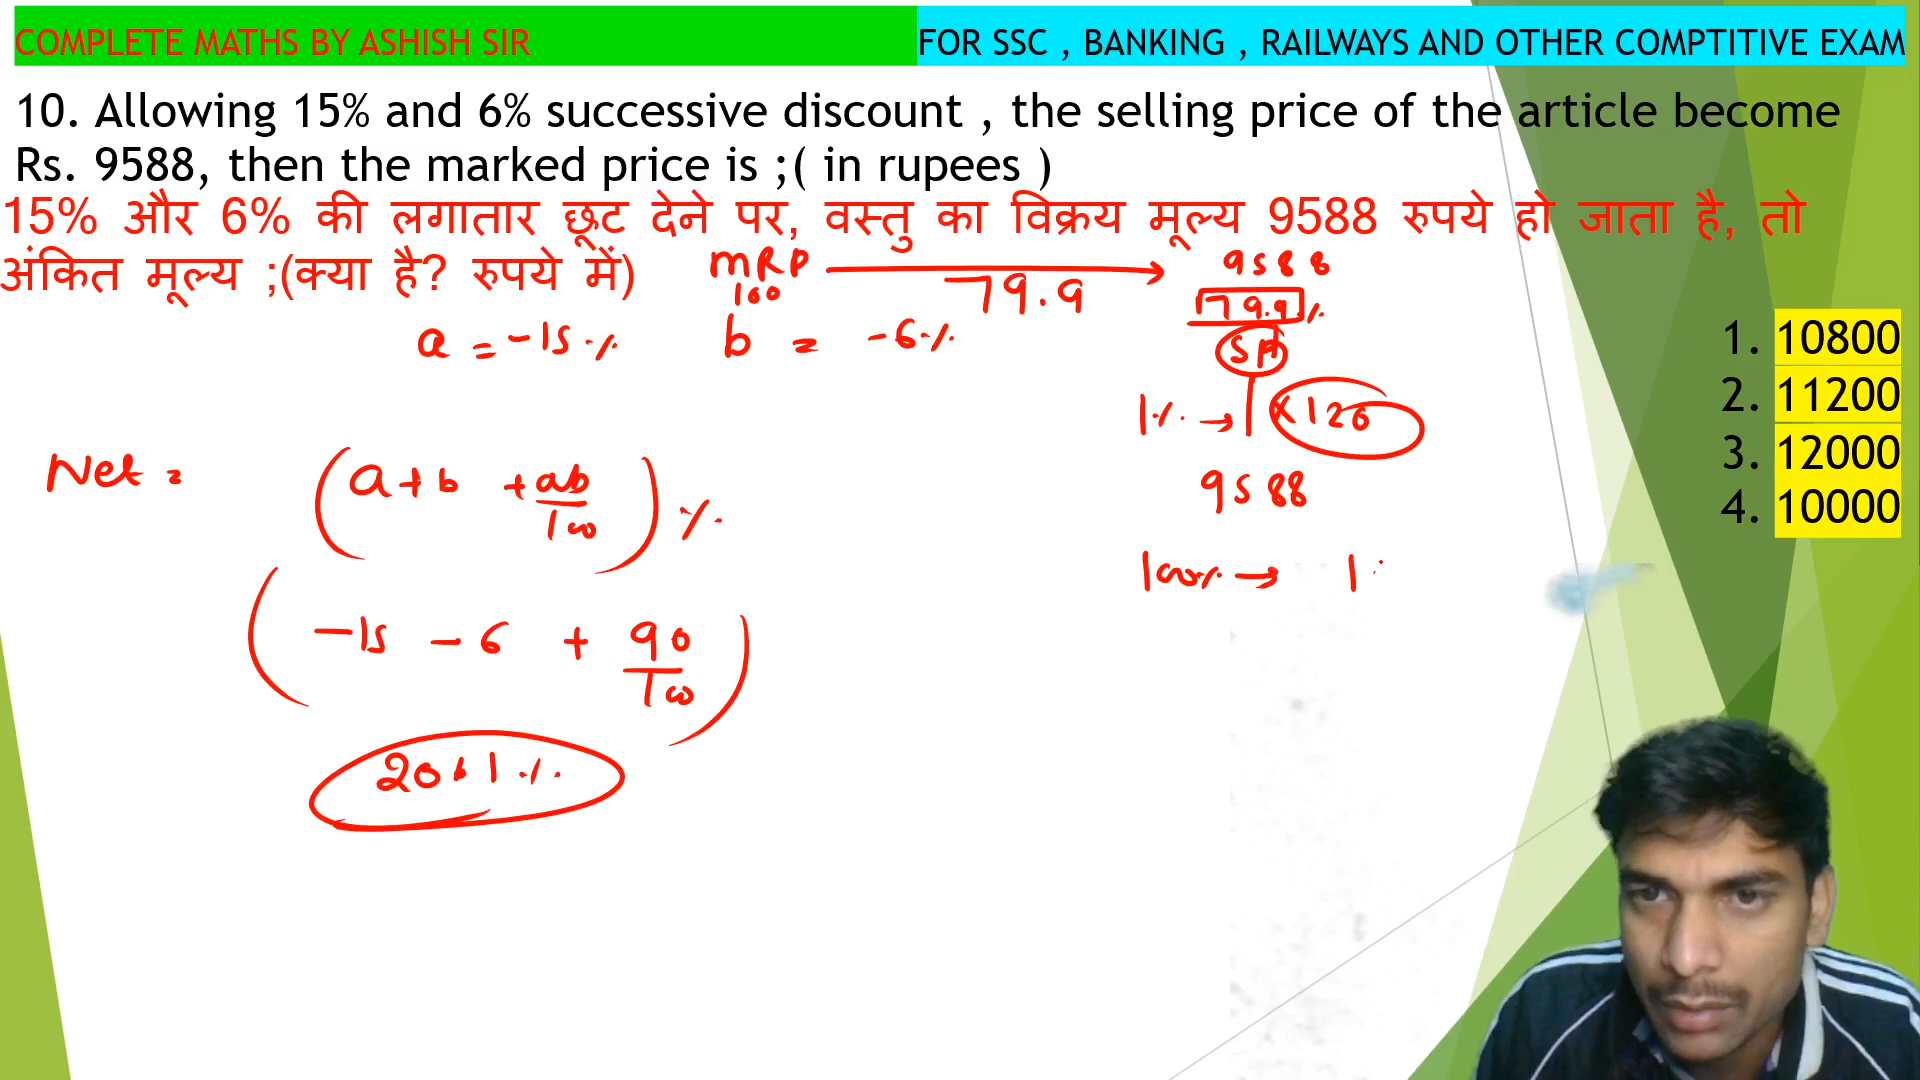 COMPLETE MATHS BY ASHISH SIR
FOR SSC , BANKING , RAILWAYS AND OTHER COMPTITIVE EXAM
10. Allowing 15% and 6% successive discount , the selling price of the article become
Rs. 9588, then the marked price is ;( in rupees )
15% और 6% की लगातार छूट देने पर, वस्तु का विक्रय मूल्य 9588 रुपये हो जाता है, तो
अंकित मूल्य ;(क्या है? रुपये में)
MRP 9588
100 79.9 79.9%
a = -15% b = -6% SP
1% → ×120
9588
100% → 1
Net = (a + b + ab/100) %
(-15 - 6 + 90/100)
20.1%
1. 10800
2. 11200
3. 12000
4. 10000